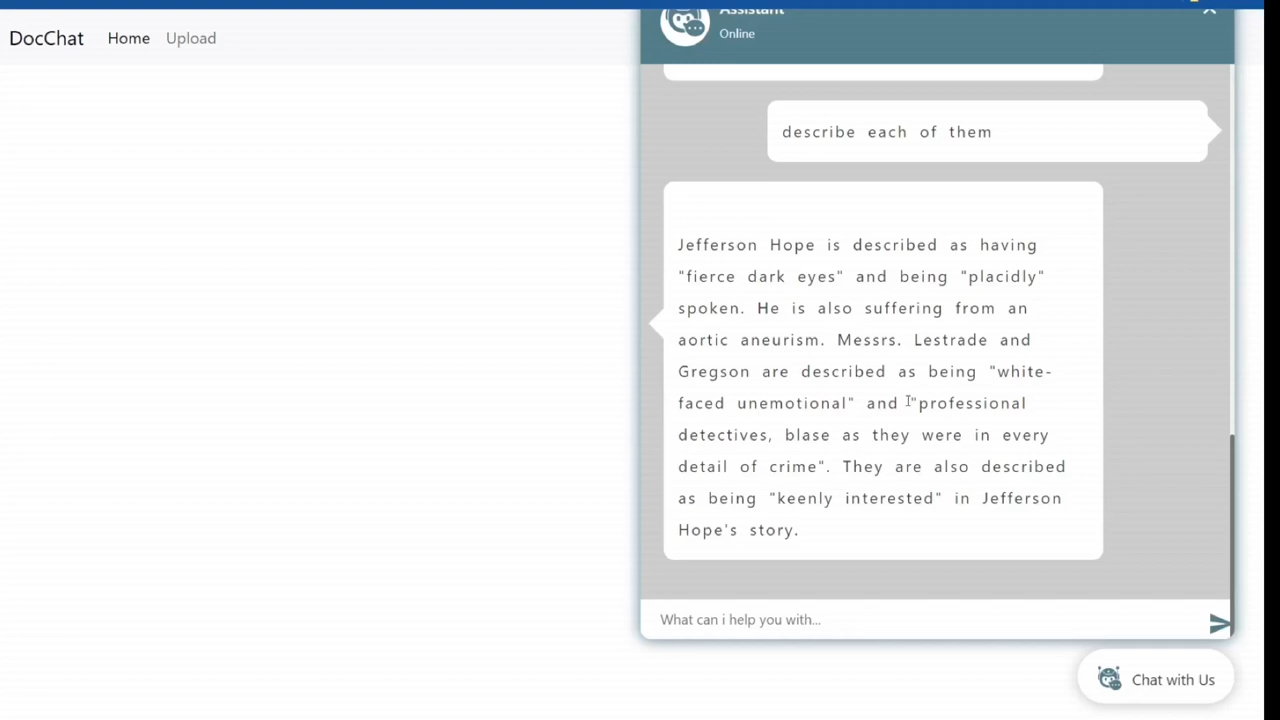 Assistant
DocChat Home Upload
Online
describe each of them
Jefferson Hope is described as having
"fierce dark eyes" and being "placidly"
spoken. He is also suffering from an
aortic aneurism. Messrs. Lestrade and
Gregson are described as being "white-
faced unemotional" and "professional
detectives, blase as they were in every
detail of crime". They are also described
as being "keenly interested" in Jefferson
Hope's story.
What can i help you with...
Chat with Us